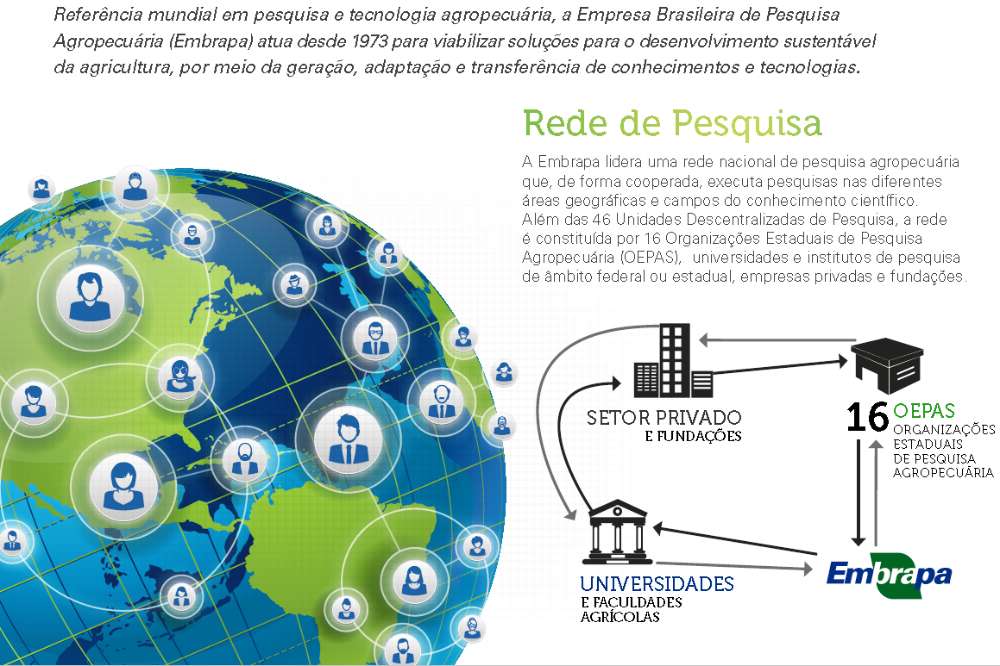 Referência mundial em pesquisa e tecnologia agropecuária, a Empresa Brasileira de Pesquisa
Agropecuária (Embrapa) atua desde 1973 para viabilizar soluções para o desenvolvimento sustentável
da agricultura, por meio da geração, adaptação e transferência de conhecimentos e tecnologias.
Rede de Pesquisa
A Embrapa lidera uma rede nacional de pesquisa agropecuária
que, de forma cooperada, executa pesquisas nas diferentes
áreas geográficas e campos do conhecimento científico.
Além das 46 Unidades Descentralizadas de Pesquisa, a rede
é constituída por 16 Organizações Estaduais de Pesquisa
Agropecuária (OEPAS), universidades e institutos de pesquisa
de âmbito federal ou estadual, empresas privadas e fundações.
SETOR PRIVADO
E FUNDAÇÕES
16 OEPAS
ORGANIZAÇÕES
ESTADUAIS
DE PESQUISA
AGROPECUÁRIA
UNIVERSIDADES
E FACULDADES
AGRÍCOLAS
Embrapa